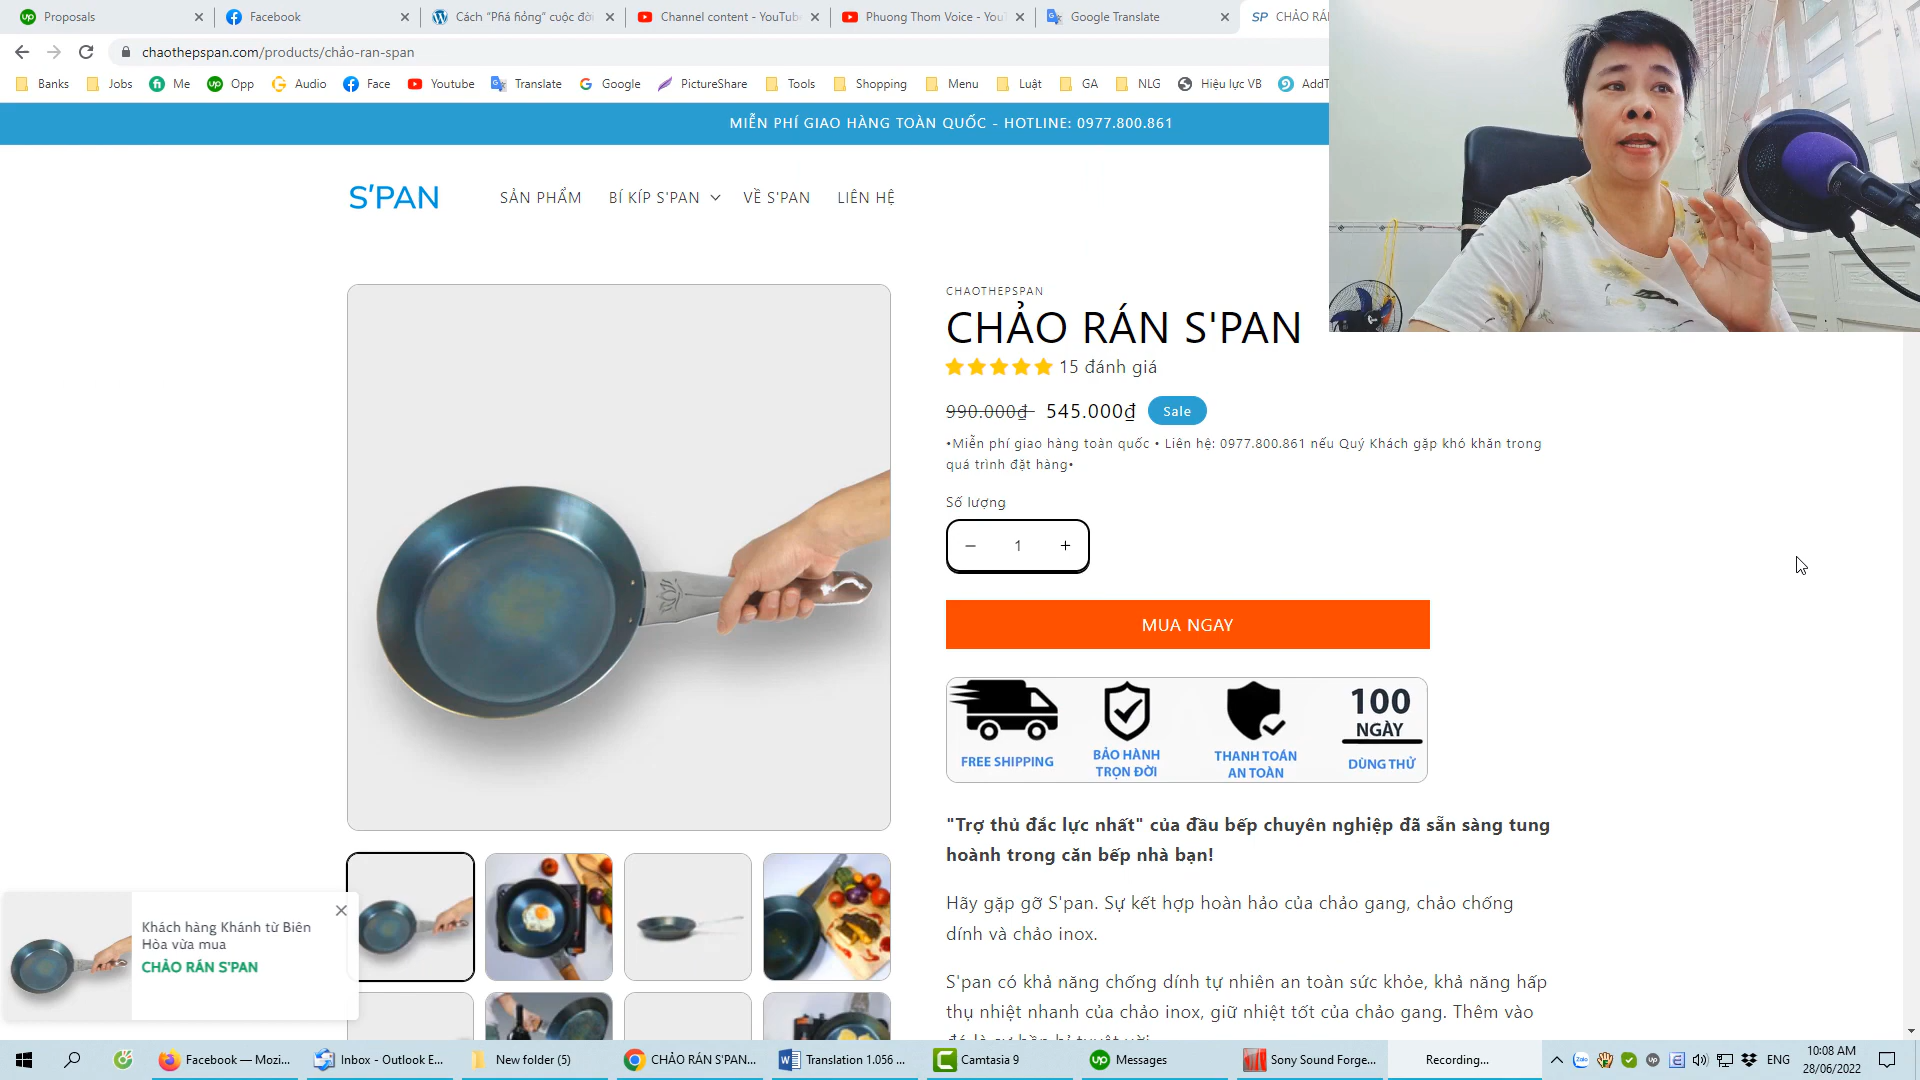 Proposals
Facebook
Channel content - YouTub
Phuong Thom Voice - You
Google Translate
SP CHẢO RÁN
chaothepspan.com/products/chảo-ran-span
Banks Jobs Me Opp Audio Face Youtube Translate Google PictureShare Tools Shopping Menu Luật GA NLG Hiệu lực VB AddT
MIỄN PHÍ GIAO HÀNG TOÀN QUỐC - HOTLINE: 0977.800.861
S'PAN
SẢN PHẨM BÍ KÍP S'PAN VỀ S'PAN LIÊN HỆ
CHAOTHEPSPAN
CHẢO RÁN S'PAN
15 đánh giá
990.000₫ 545.000₫ Sale
•Miễn phí giao hàng toàn quốc • Liên hệ: 0977.800.861 nếu Quý Khách gặp khó khăn trong
quá trình đặt hàng•
Số lượng
− 1 +
MUA NGAY
FREE SHIPPING
BẢO HÀNH
TRỌN ĐỜI
THANH TOÁN
AN TOÀN
100
NGÀY
DÙNG THỬ
"Trợ thủ đắc lực nhất" của đầu bếp chuyên nghiệp đã sẵn sàng tung
hoành trong căn bếp nhà bạn!
Hãy gặp gỡ S'pan. Sự kết hợp hoàn hảo của chảo gang, chảo chống
dính và chảo inox.
S'pan có khả năng chống dính tự nhiên an toàn sức khỏe, khả năng hấp
thụ nhiệt nhanh của chảo inox, giữ nhiệt tốt của chảo gang. Thêm vào
Khách hàng Khánh từ Biên
Hòa vừa mua
CHẢO RÁN S'PAN
Facebook — Mozi...
Inbox - Outlook E...
New folder (5)
CHẢO RÁN S'PAN...
Translation 1.056 ...
Camtasia 9
Messages
Sony Sound Forge...
Recording...
ENG
10:08 AM
28/06/2022